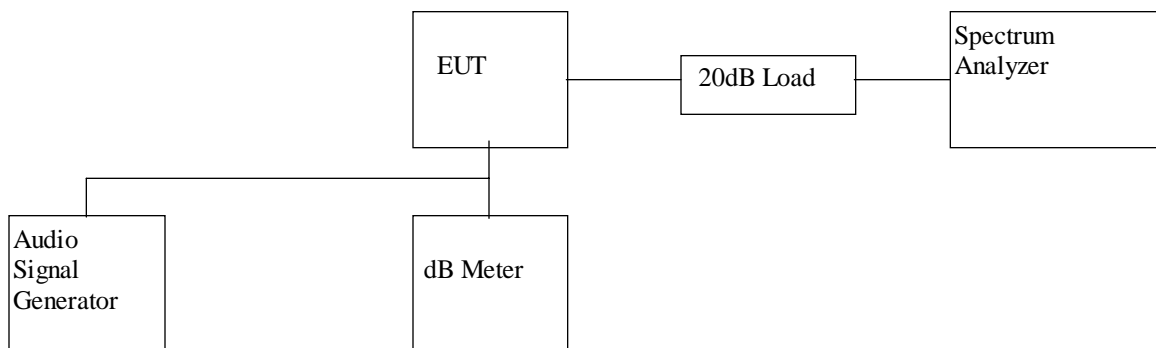 EUT
20dB Load
Spectrum
Analyzer
Audio
Signal
Generator
dB Meter